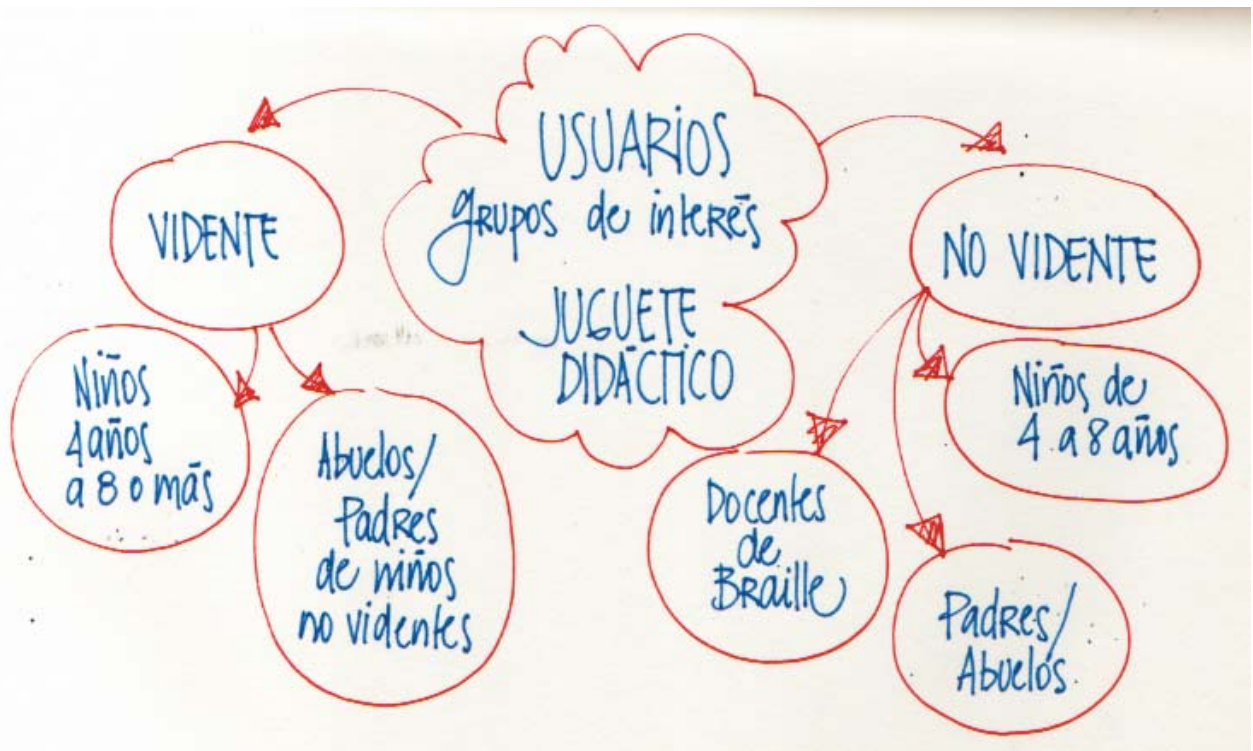 USUARIOS
grupos de interés
JUGUETE
DIDÁCTICO
VIDENTE
NO VIDENTE
Niños
4 años
a 8 o más
Abuelos/
Padres
de niños
no videntes
Docentes
de
Braille
Niños de
4 a 8 años
Padres/
Abuelos